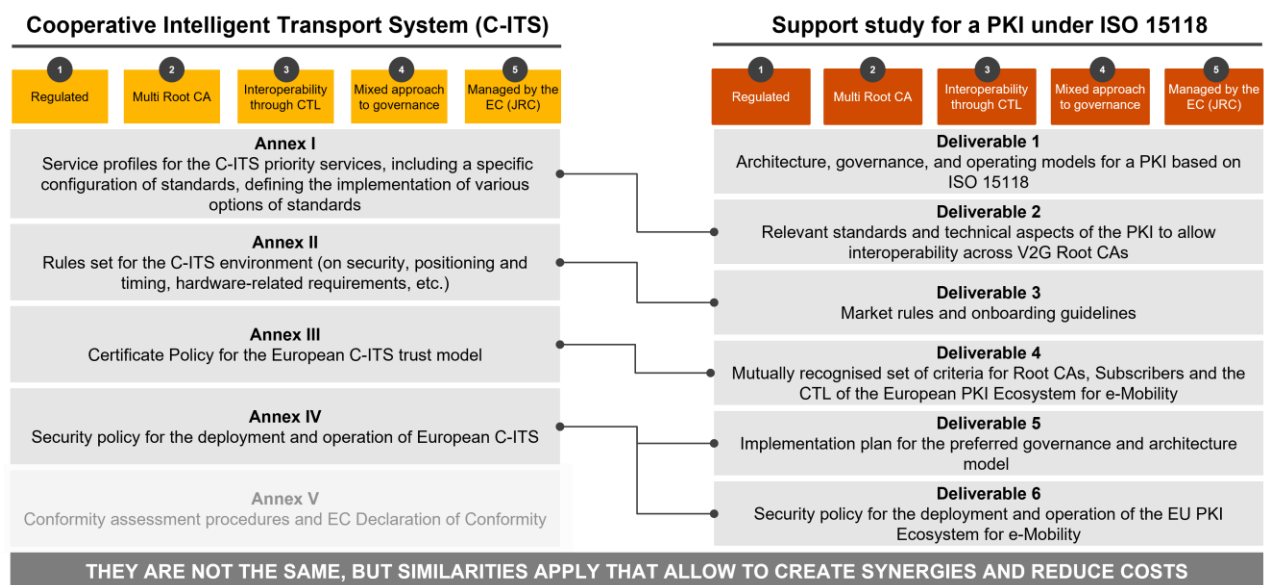 Cooperative Intelligent Transport System (C-ITS)
1
Regulated
2
Multi Root CA
3
Interoperability
through CTL
4
Mixed approach
to governance
5
Managed by the
EC (JRC)
Annex I
Service profiles for the C-ITS priority services, including a specific
configuration of standards, defining the implementation of various
options of standards
Annex II
Rules set for the C-ITS environment (on security, positioning and
timing, hardware-related requirements, etc.)
Annex III
Certificate Policy for the European C-ITS trust model
Annex IV
Security policy for the deployment and operation of European C-ITS
Annex V
Conformity assessment procedures and EC Declaration of Conformity
Support study for a PKI under ISO 15118
1
Regulated
2
Multi Root CA
3
Interoperability
through CTL
4
Mixed approach
to governance
5
Managed by the
EC (JRC)
Deliverable 1
Architecture, governance, and operating models for a PKI based on
ISO 15118
Deliverable 2
Relevant standards and technical aspects of the PKI to allow
interoperability across V2G Root CAs
Deliverable 3
Market rules and onboarding guidelines
Deliverable 4
Mutually recognised set of criteria for Root CAs, Subscribers and the
CTL of the European PKI Ecosystem for e-Mobility
Deliverable 5
Implementation plan for the preferred governance and architecture
model
Deliverable 6
Security policy for the deployment and operation of the EU PKI
Ecosystem for e-Mobility
THEY ARE NOT THE SAME, BUT SIMILARITIES APPLY THAT ALLOW TO CREATE SYNERGIES AND REDUCE COSTS